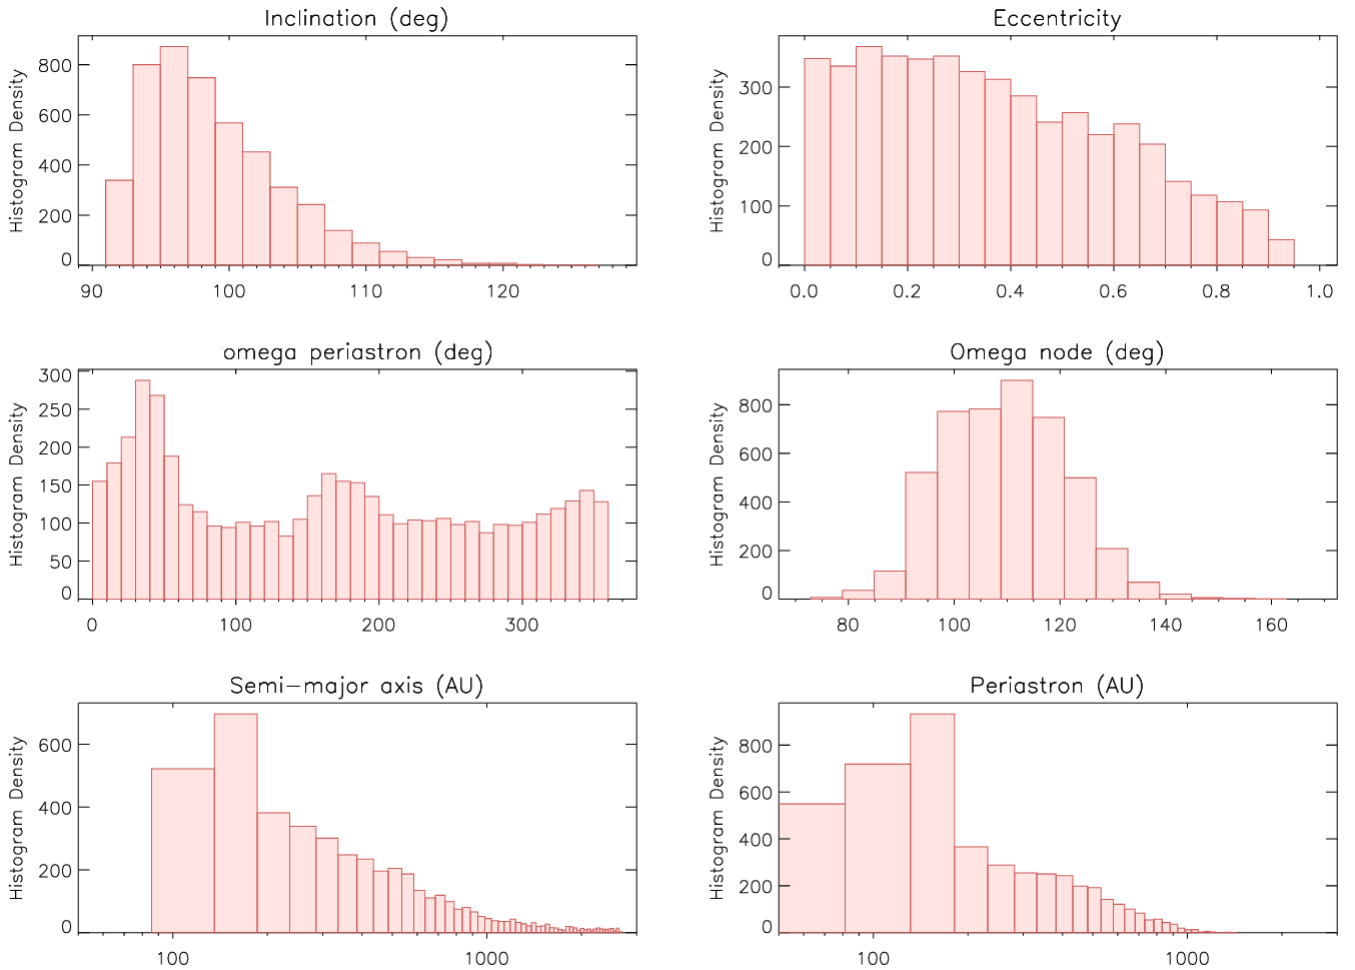 Inclination (deg)
Histogram Density
800
600
400
200
0
90 100 110 120
Eccentricity
Histogram Density
300
200
100
0
0.0 0.2 0.4 0.6 0.8 1.0
omega periastron (deg)
Histogram Density
300
250
200
150
100
50
0
0 100 200 300
Omega node (deg)
Histogram Density
800
600
400
200
0
80 100 120 140 160
Semi-major axis (AU)
Histogram Density
600
400
200
0
100 1000
Periastron (AU)
Histogram Density
800
600
400
200
0
100 1000